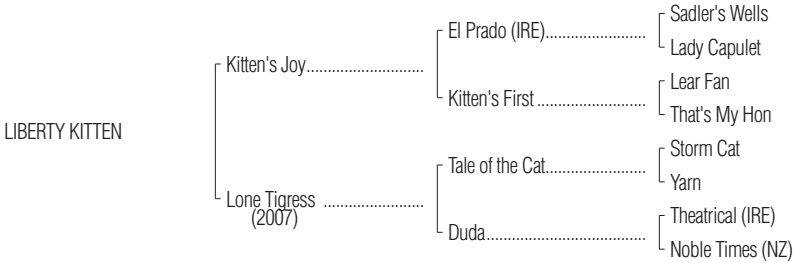 Sadler's Wells
El Prado (IRE)
Lady Capulet
Kitten's Joy
Lear Fan
Kitten's First
That's My Hon
LIBERTY KITTEN
Storm Cat
Tale of the Cat
Yarn
Lone Tigress
(2007)
Theatrical (IRE)
Duda
Noble Times (NZ)